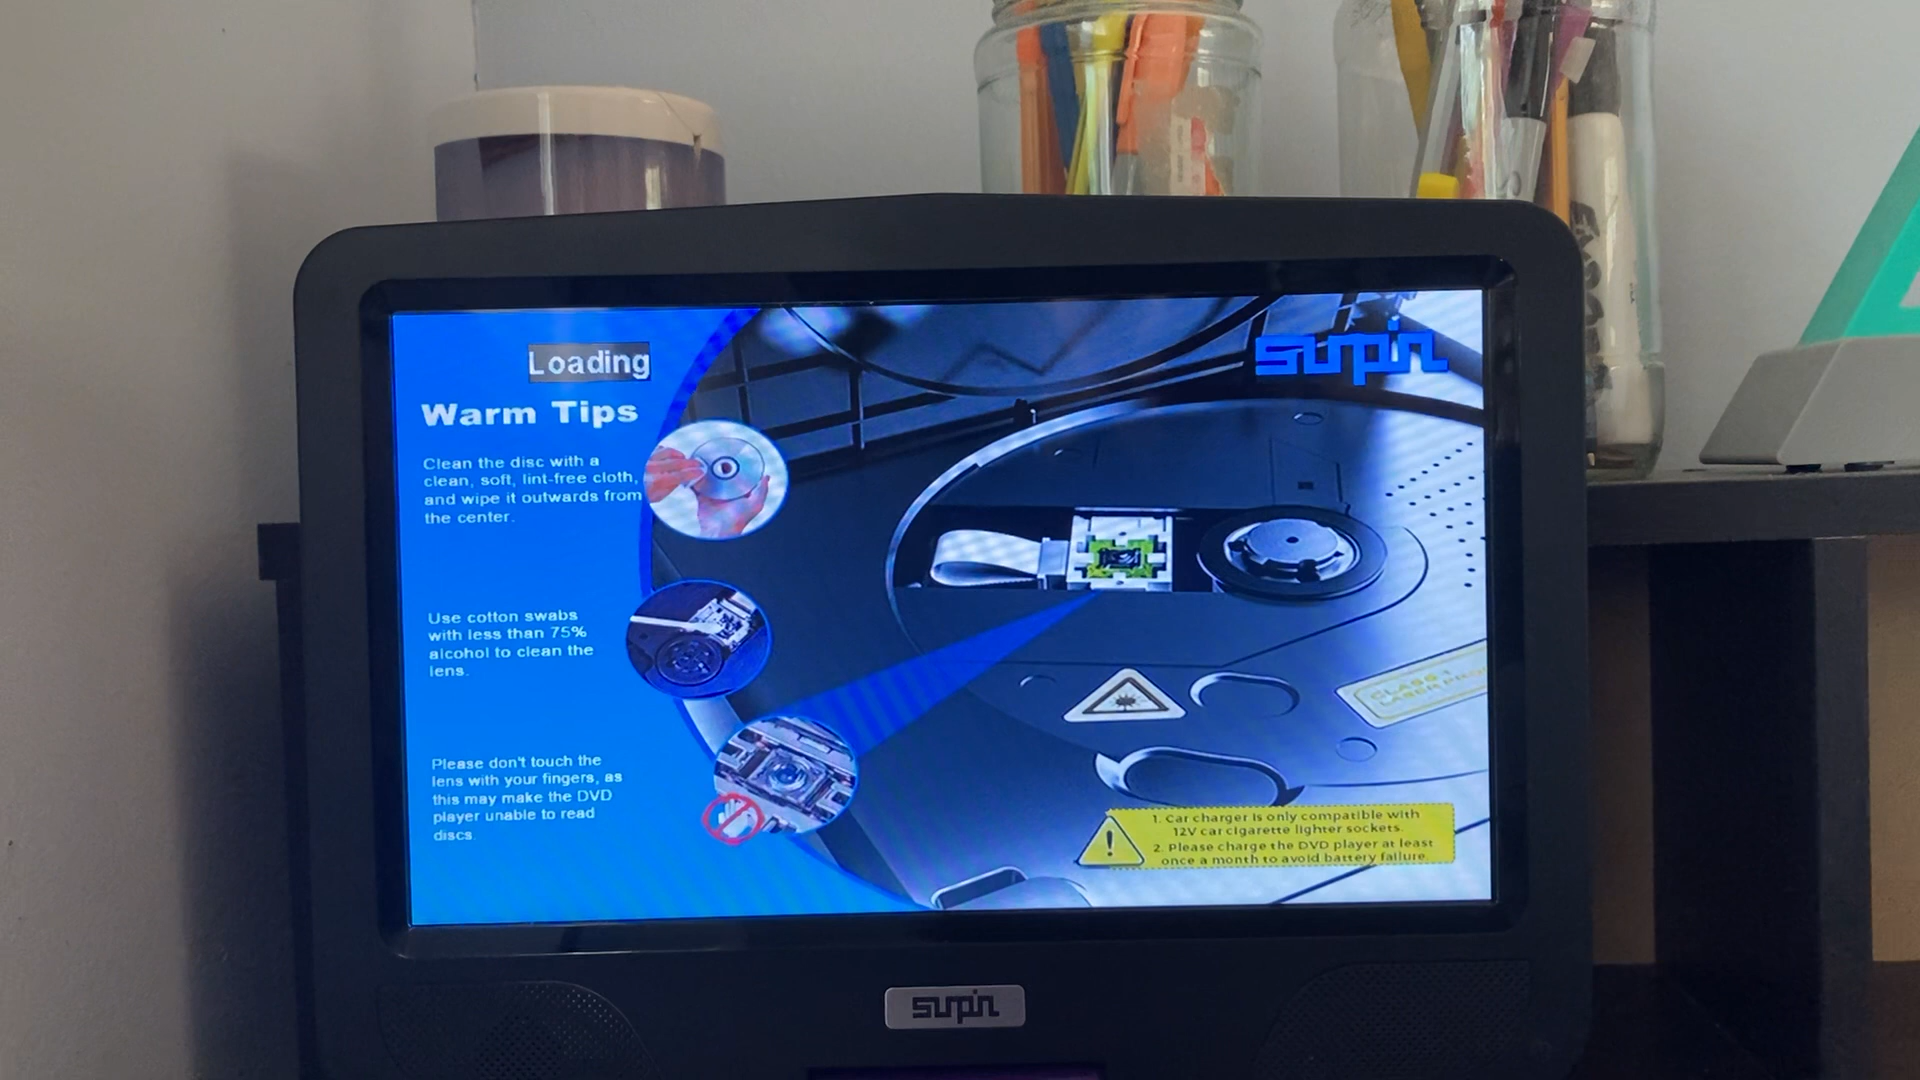 Loading
supin
Warm Tips
Clean the disc with a
clean, soft, lint-free cloth,
and wipe it outwards from
the center.
Use cotton swabs
with less than 75%
alcohol to clean the
lens.
Please don't touch the
lens with your fingers, as
this may make the DVD
player unable to read
discs.
CLASS 1
LASER
1. Car charger is only compatible with
12V car cigarette lighter sockets.
2. Please charge the DVD player at least
once a month to avoid battery failure.
supin